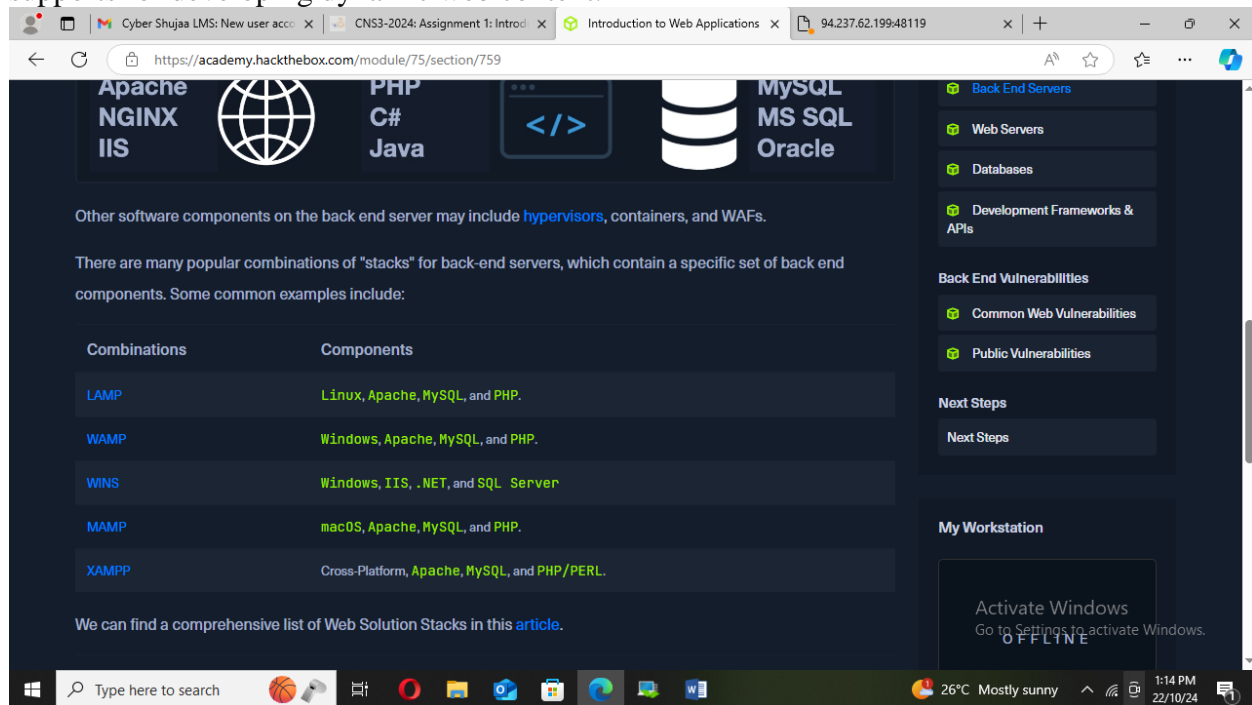 supports for developing dynamic web content.
Cyber Shujaa LMS: New user acco
CNS3-2024: Assignment 1: Introdu
Introduction to Web Applications
94.237.62.199:48119
https://academy.hackthebox.com/module/75/section/759
Apache
NGINX
IIS
PHP
C#
Java
</>
MySQL
MS SQL
Oracle
Other software components on the back end server may include hypervisors, containers, and WAFs.
There are many popular combinations of "stacks" for back-end servers, which contain a specific set of back end
components. Some common examples include:
Combinations Components
LAMP Linux, Apache, MySQL, and PHP.
WAMP Windows, Apache, MySQL, and PHP.
WINS Windows, IIS, .NET, and SQL Server
MAMP macOS, Apache, MySQL, and PHP.
XAMPP Cross-Platform, Apache, MySQL, and PHP/PERL.
We can find a comprehensive list of Web Solution Stacks in this article.
Back End Servers
Web Servers
Databases
Development Frameworks &
APIs
Back End Vulnerabilities
Common Web Vulnerabilities
Public Vulnerabilities
Next Steps
Next Steps
My Workstation
Activate Windows
Go to Settings to activate Windows.
OFFLINE
Type here to search
26°C Mostly sunny
1:14 PM
22/10/24